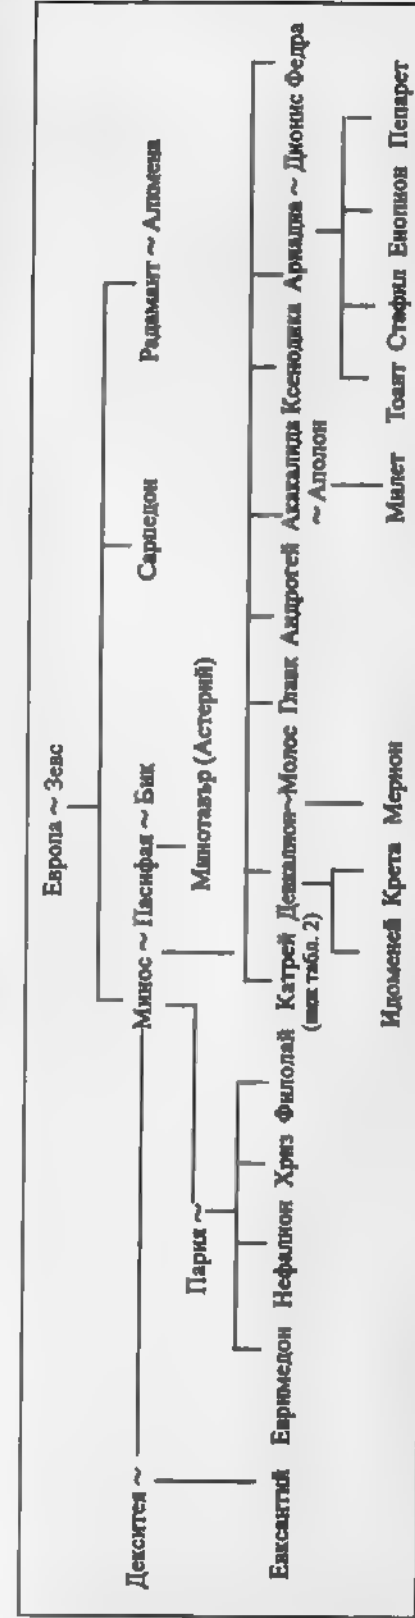 Европа ~ Зевс
Декситея ~ Минос ~ Пасифая ~ Бик Сарпедон Радамант ~ Алкмена
Пария ~ Минотавър (Астерий)
Евксантий Евримедон Нефалион Хриз Филолай Катрей Девкалион~Молос Главк Андрогей Акакалида Ксенодика Ариадна ~ Дионис Федра
(виж табл. 2) ~ Аполон
Идоменей Крета Мерион Милет Тоант Стафил Енопион Пепарет